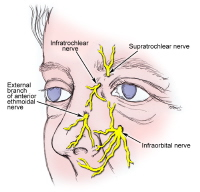 Infratrochlear
nerve
Supratrochlear nerve
External
branch
of anterior
ethmoidal
nerve
Infraorbital nerve